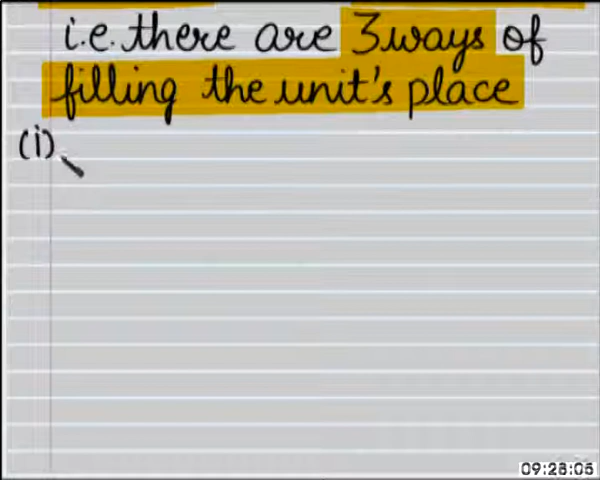 i.e. there are 3 ways of
filling the unit's place
(i)
09:28:05